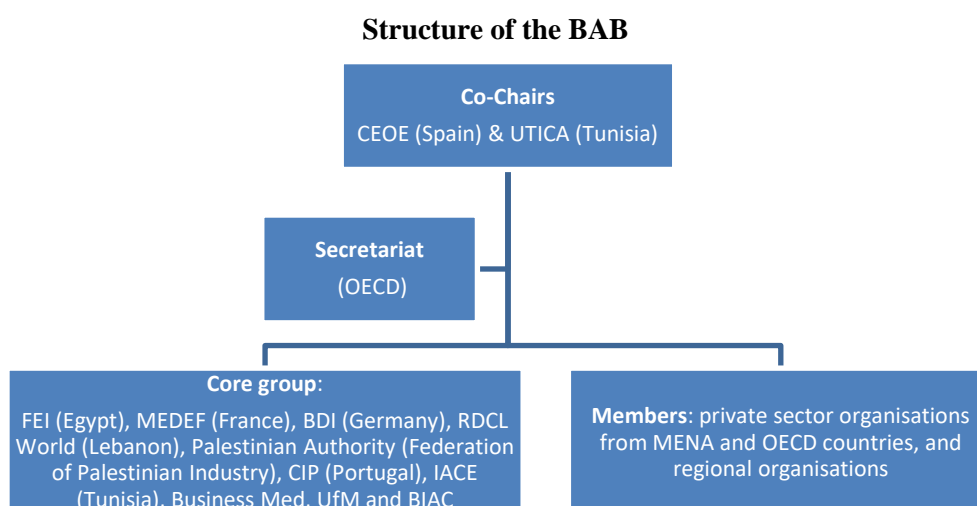 Structure of the BAB
Co-Chairs
CEOE (Spain) & UTICA (Tunisia)
Secretariat
(OECD)
Core group:
FEI (Egypt), MEDEF (France), BDI (Germany), RDCL
World (Lebanon), Palestinian Authority (Federation
of Palestinian Industry), CIP (Portugal), IACE
(Tunisia), Business Med, UfM and BIAC
Members: private sector organisations
from MENA and OECD countries, and
regional organisations